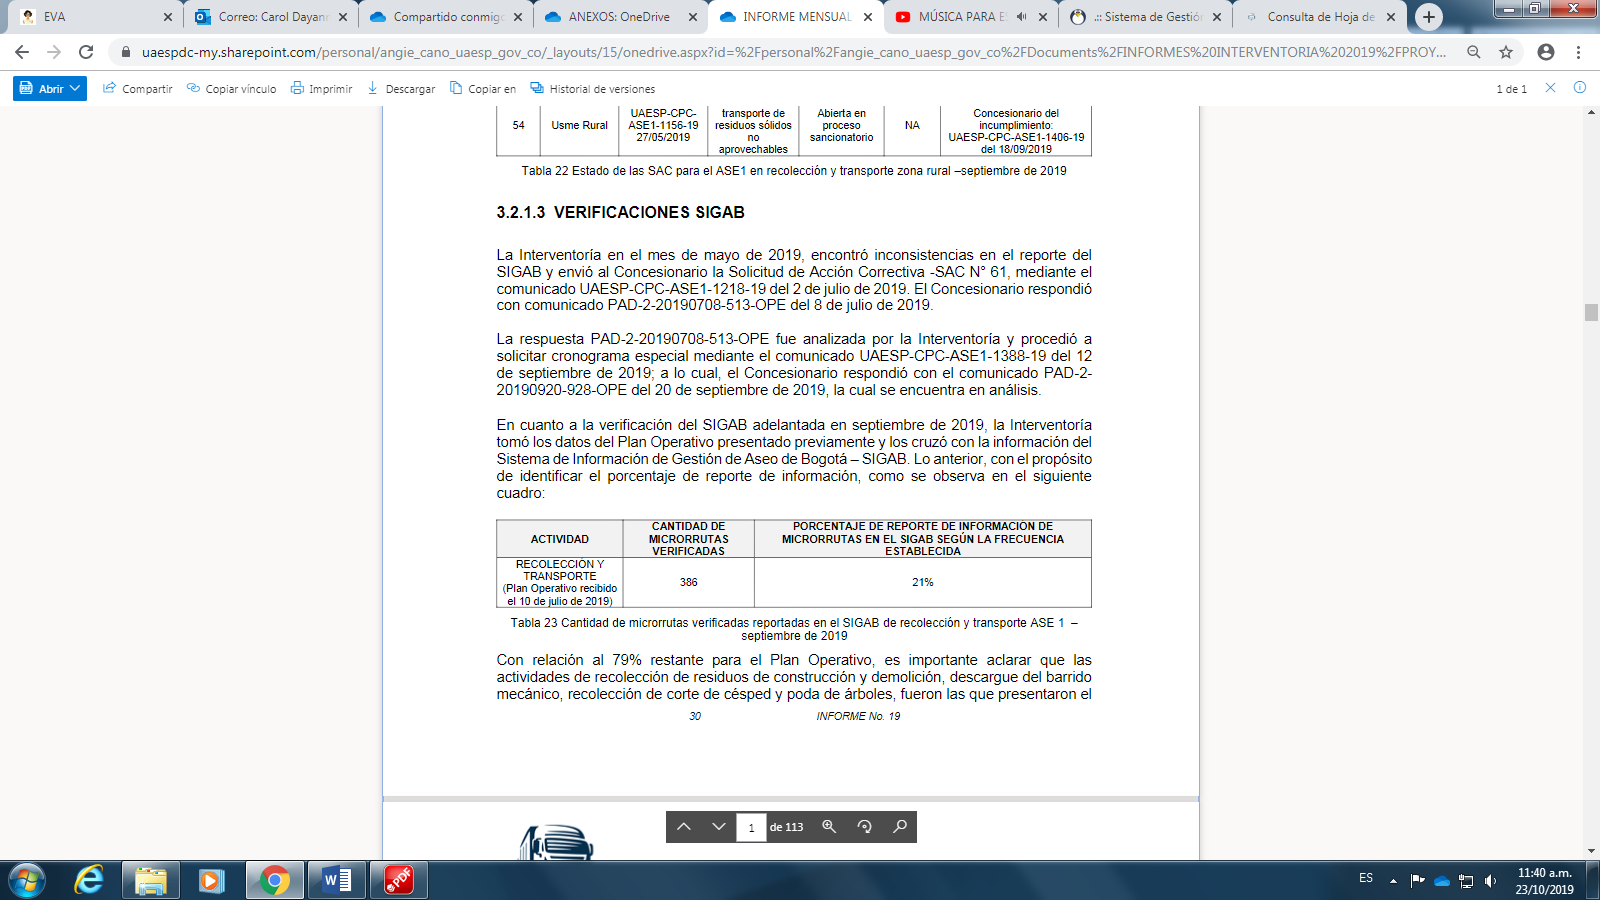 EVA
Correo: Carol Dayann
Compartido conmigo
ANEXOS: OneDrive
INFORME MENSUAL
MÚSICA PARA ES
.:: Sistema de Gestión
Consulta de Hoja de
uaespdc-my.sharepoint.com/personal/angie_cano_uaesp_gov_co/_layouts/15/onedrive.aspx?id=%2Fpersonal%2Fangie_cano_uaesp_gov_co%2FDocuments%2FINFORMES%20INTERVENTORIA%202019%2FPROY...
Abrir
Compartir
Copiar vínculo
Imprimir
Descargar
Copiar en
Historial de versiones
1 de 1
54
Usme Rural
UAESP-CPC-
ASE1-1156-19
27/05/2019
transporte de
residuos sólidos
no
aprovechables
Abierta en
proceso
sancionatorio
NA
Concesionario del
incumplimiento:
UAESP-CPC-ASE1-1406-19
del 18/09/2019
Tabla 22 Estado de las SAC para el ASE1 en recolección y transporte zona rural –septiembre de 2019
3.2.1.3 VERIFICACIONES SIGAB
La Interventoría en el mes de mayo de 2019, encontró inconsistencias en el reporte del
SIGAB y envió al Concesionario la Solicitud de Acción Correctiva -SAC N° 61, mediante el
comunicado UAESP-CPC-ASE1-1218-19 del 2 de julio de 2019. El Concesionario respondió
con comunicado PAD-2-20190708-513-OPE del 8 de julio de 2019.
La respuesta PAD-2-20190708-513-OPE fue analizada por la Interventoría y procedió a
solicitar cronograma especial mediante el comunicado UAESP-CPC-ASE1-1388-19 del 12
de septiembre de 2019; a lo cual, el Concesionario respondió con el comunicado PAD-2-
20190920-928-OPE del 20 de septiembre de 2019, la cual se encuentra en análisis.
En cuanto a la verificación del SIGAB adelantada en septiembre de 2019, la Interventoría
tomó los datos del Plan Operativo presentado previamente y los cruzó con la información del
Sistema de Información de Gestión de Aseo de Bogotá – SIGAB. Lo anterior, con el propósito
de identificar el porcentaje de reporte de información, como se observa en el siguiente
cuadro:
ACTIVIDAD
CANTIDAD DE
MICRORRUTAS
VERIFICADAS
PORCENTAJE DE REPORTE DE INFORMACIÓN DE
MICRORRUTAS EN EL SIGAB SEGÚN LA FRECUENCIA
ESTABLECIDA
RECOLECCIÓN Y
TRANSPORTE
(Plan Operativo recibido
el 10 de julio de 2019)
386
21%
Tabla 23 Cantidad de microrrutas verificadas reportadas en el SIGAB de recolección y transporte ASE 1 –
septiembre de 2019
Con relación al 79% restante para el Plan Operativo, es importante aclarar que las
actividades de recolección de residuos de construcción y demolición, descargue del barrido
mecánico, recolección de corte de césped y poda de árboles, fueron las que presentaron el
30
INFORME No. 19
1
de 113
ES
11:40 a.m.
23/10/2019